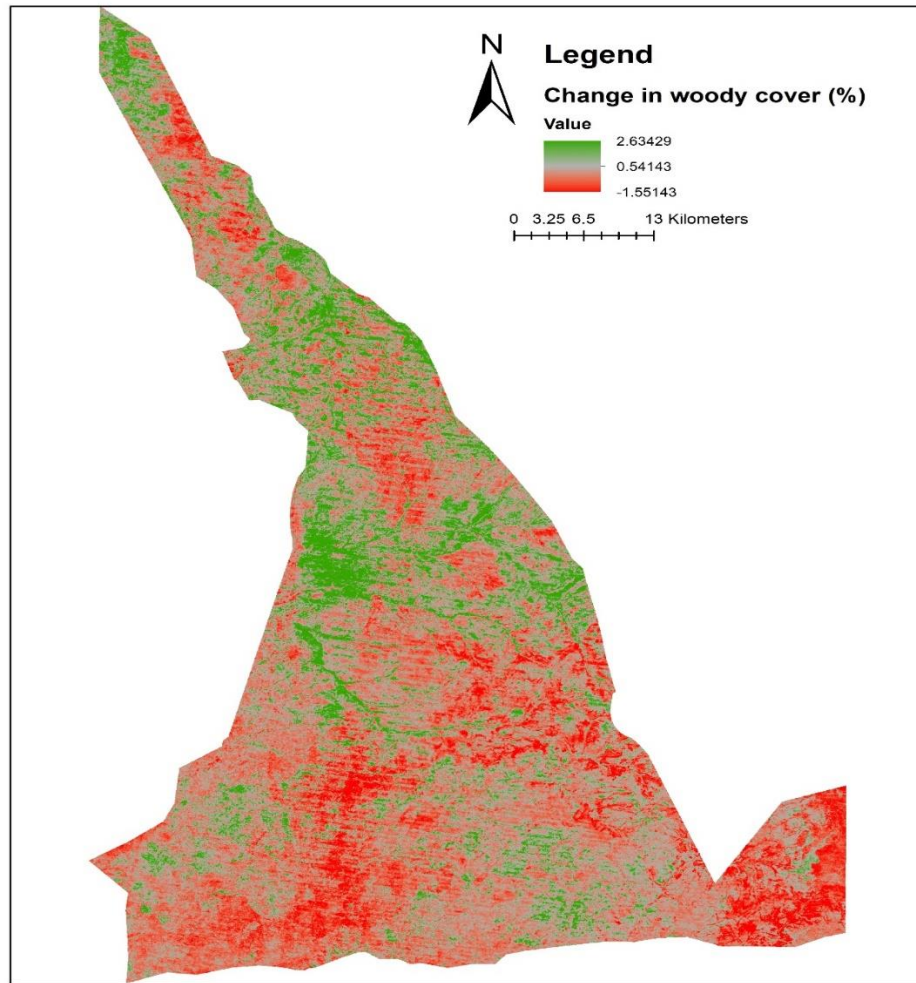 N
Legend
Change in woody cover (%)
Value
2.63429
0.54143
-1.55143
0 3.25 6.5 13 Kilometers